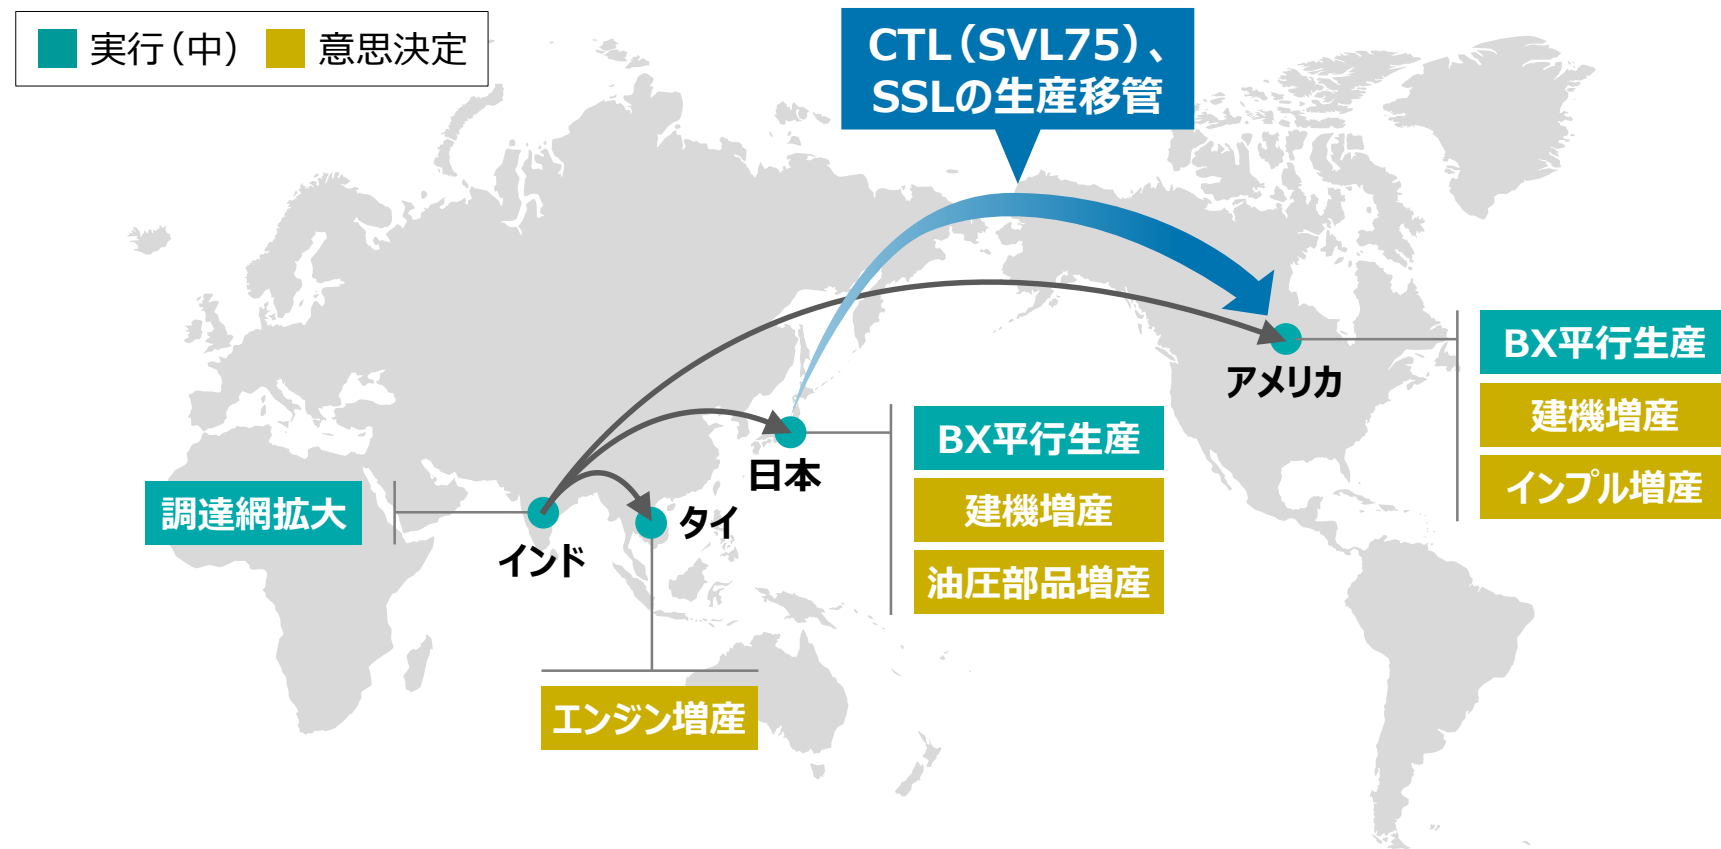 実行（中） 意思決定
CTL（SVL75）、
SSLの生産移管
アメリカ
BX平行生産
建機増産
インプル増産
日本
BX平行生産
建機増産
油圧部品増産
調達網拡大
インド
タイ
エンジン増産